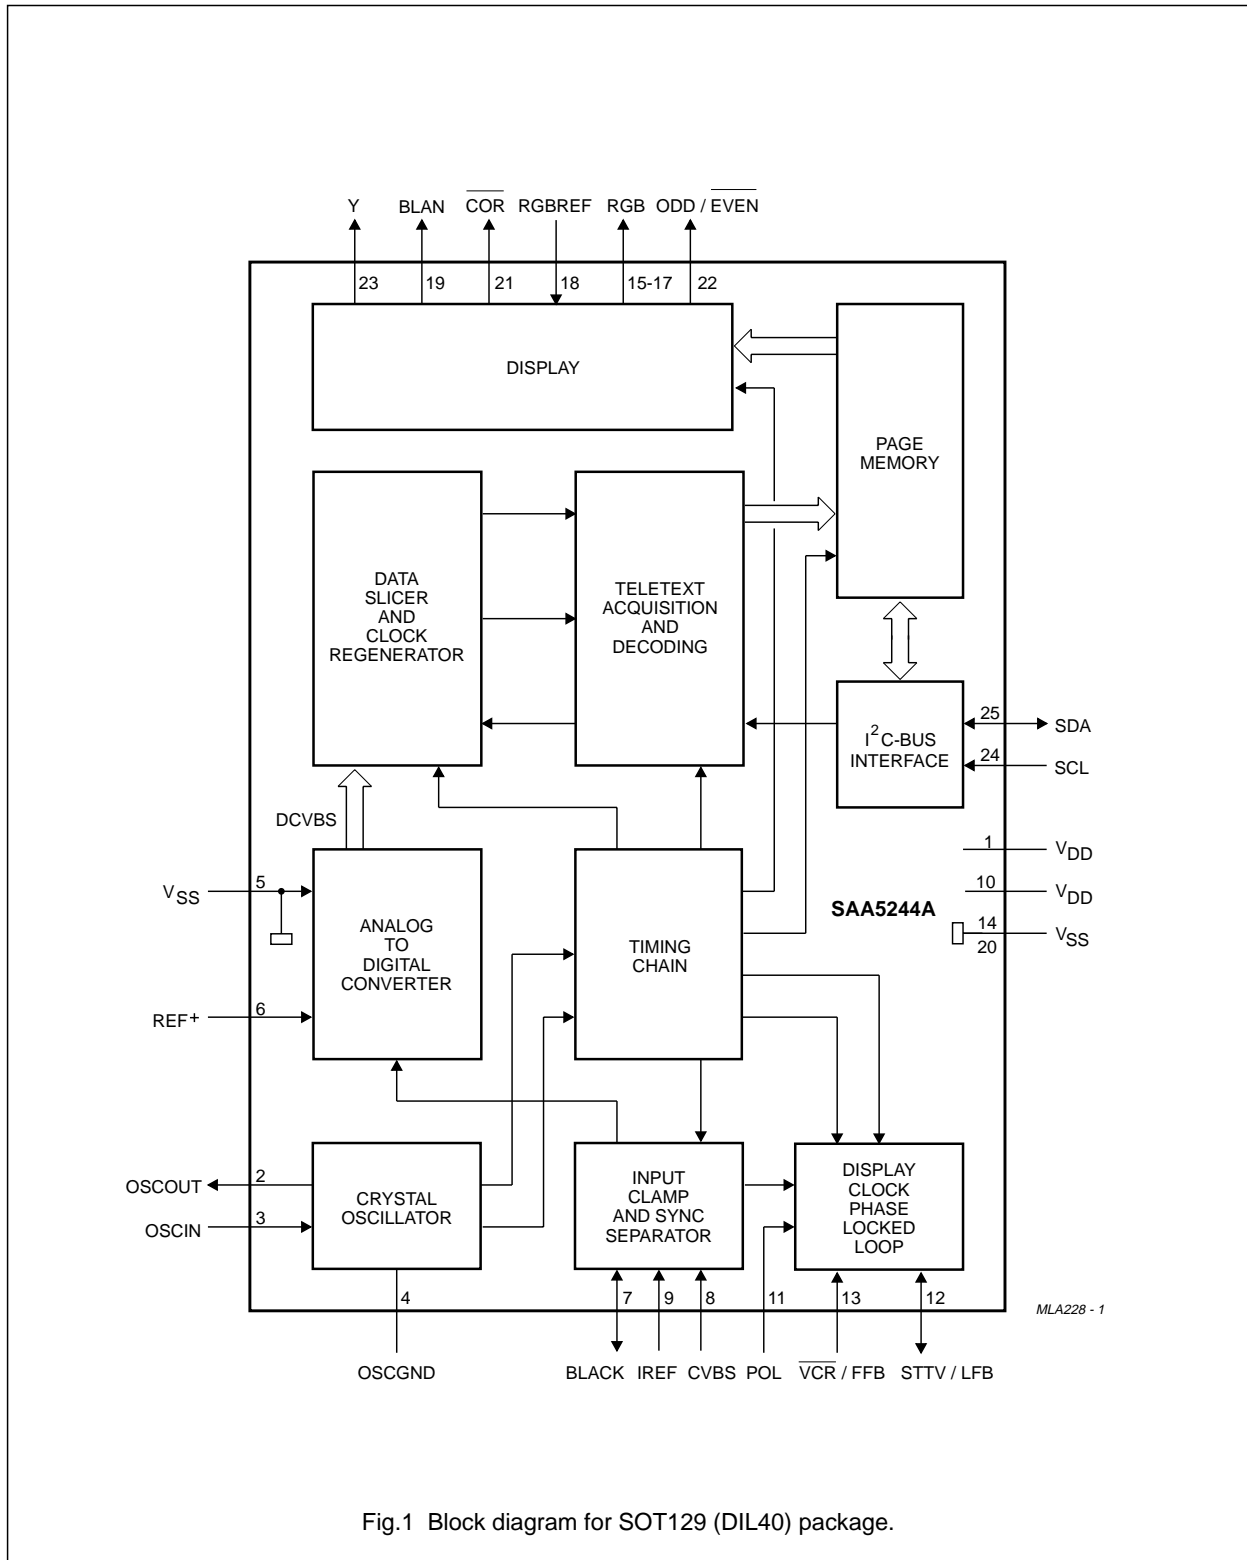 Y BLAN COR RGBREF RGB ODD / EVEN
23 19 21 18 15-17 22
DISPLAY
PAGE
MEMORY
DATA
SLICER
AND
CLOCK
REGENERATOR
TELETEXT
ACQUISITION
AND
DECODING
I2C-BUS
INTERFACE
25 SDA
24 SCL
DCVBS
1 VDD
10 VDD
14 VSS
20
SAA5244A
VSS 5
REF+ 6
ANALOG
TO
DIGITAL
CONVERTER
TIMING
CHAIN
OSCOUT 2
OSCIN 3
CRYSTAL
OSCILLATOR
INPUT
CLAMP
AND SYNC
SEPARATOR
DISPLAY
CLOCK
PHASE
LOCKED
LOOP
4 7 9 8 11 13 12
MLA228 - 1
OSCGND BLACK IREF CVBS POL VCR / FFB STTV / LFB
Fig.1 Block diagram for SOT129 (DIL40) package.